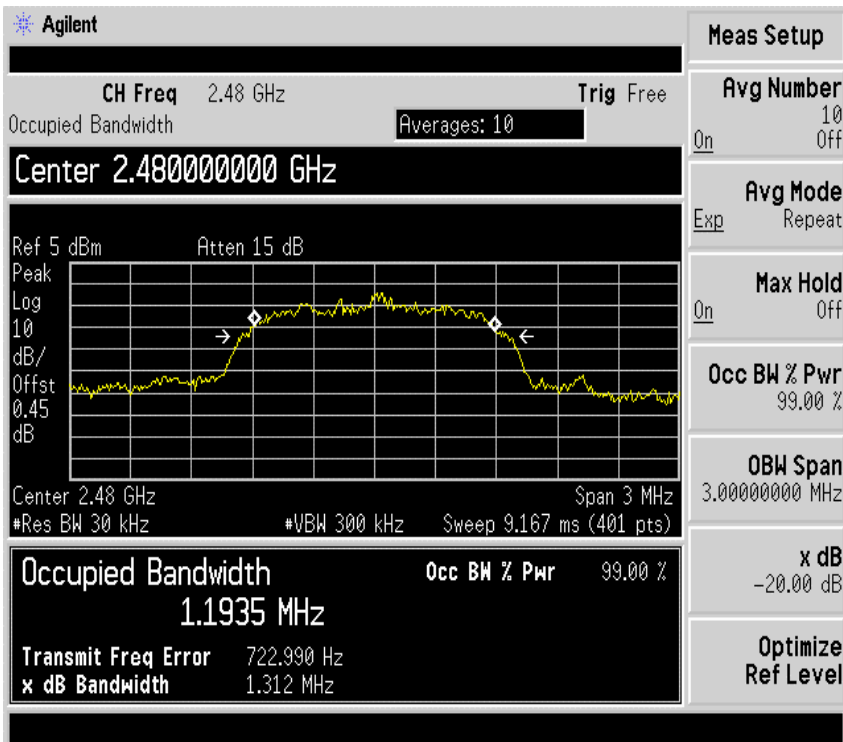 Agilent
CH Freq 2.48 GHz Trig Free
Occupied Bandwidth Averages: 10
Center 2.480000000 GHz
Ref 5 dBm Atten 15 dB
Peak
Log
10
dB/
Offst
0.45
dB
Center 2.48 GHz Span 3 MHz
#Res BW 30 kHz #VBW 300 kHz Sweep 9.167 ms (401 pts)
Occupied Bandwidth Occ BW % Pwr 99.00 %
1.1935 MHz
Transmit Freq Error 722.990 Hz
x dB Bandwidth 1.312 MHz
Meas Setup
Avg Number
10
On Off
Avg Mode
Exp Repeat
Max Hold
On Off
Occ BW % Pwr
99.00 %
OBW Span
3.00000000 MHz
x dB
-20.00 dB
Optimize
Ref Level